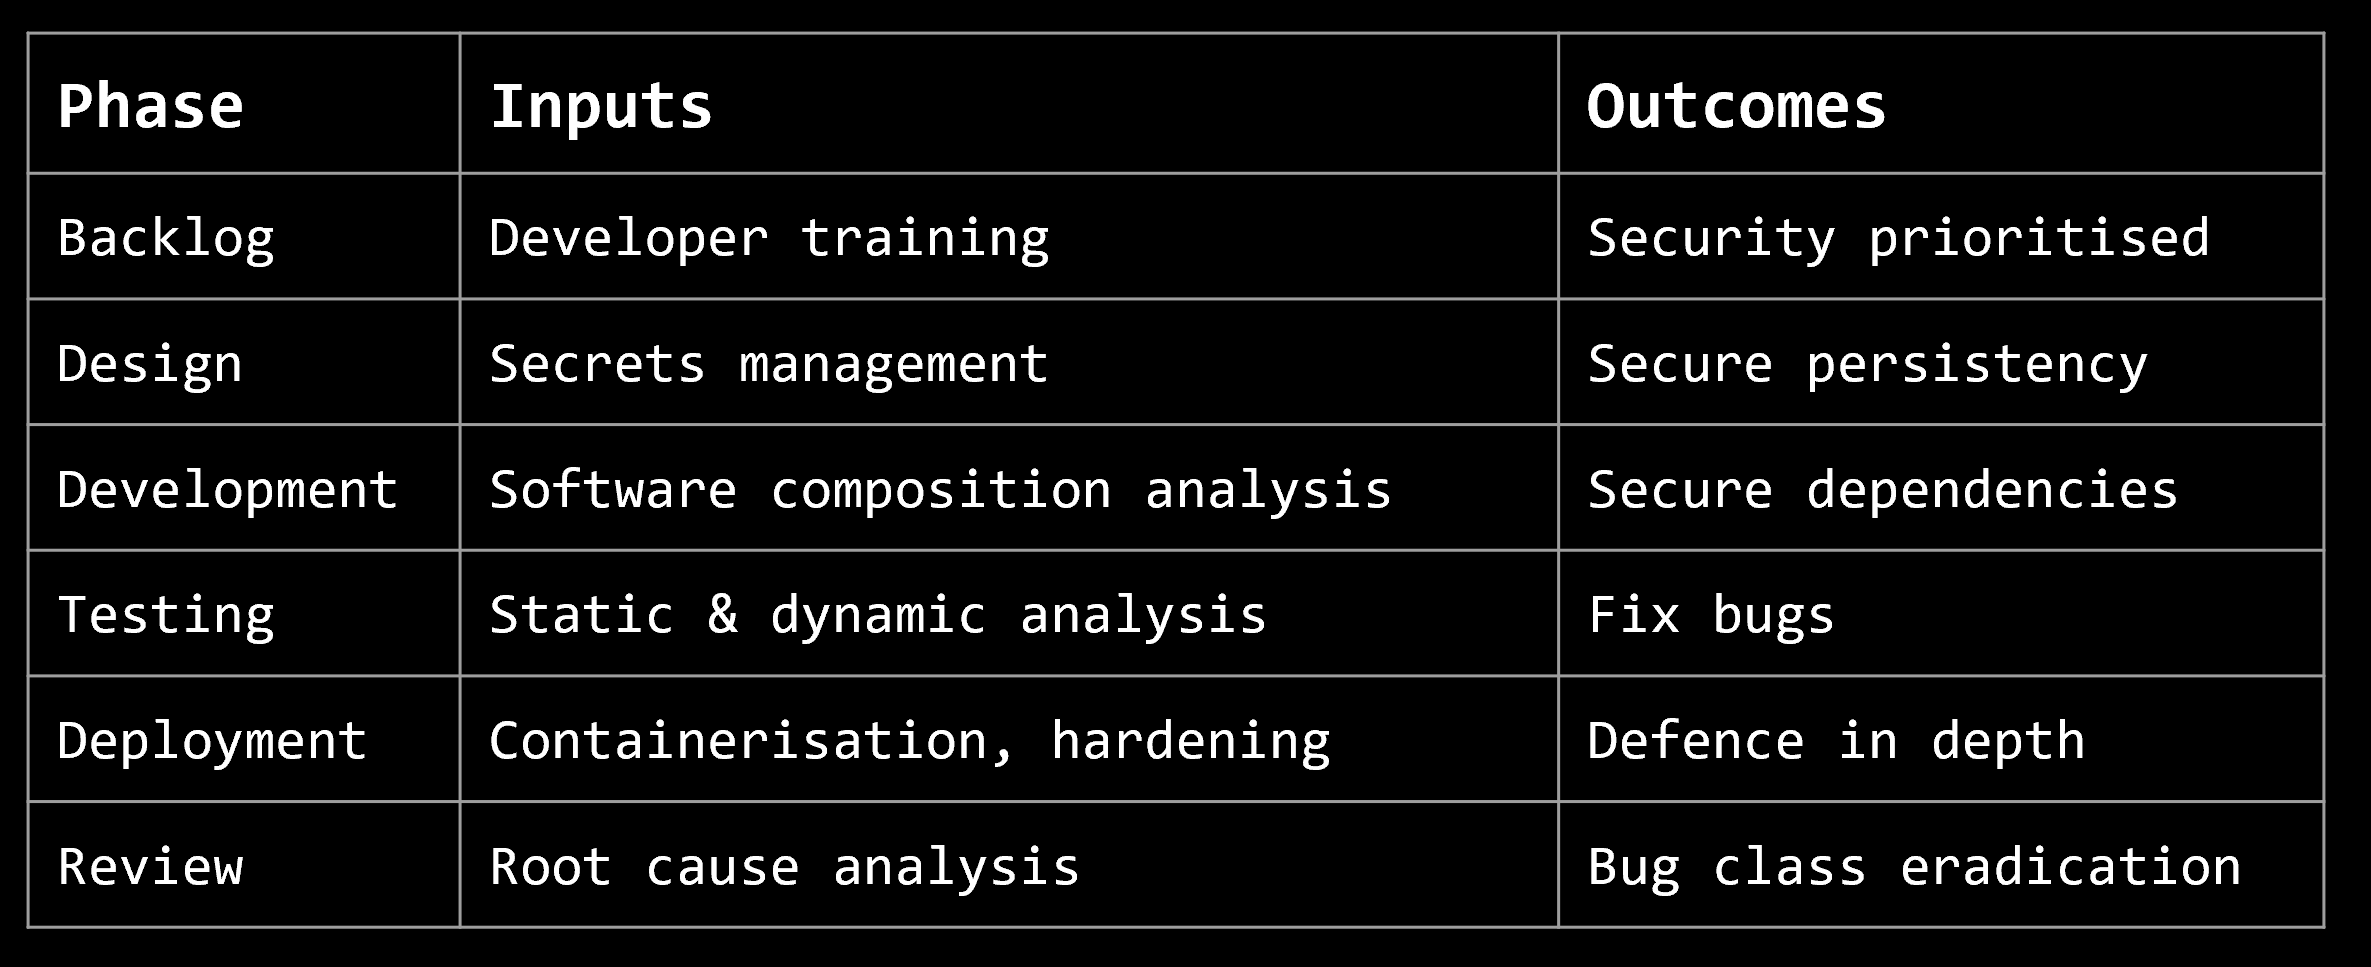 Phase Inputs Outcomes
Backlog Developer training Security prioritised
Design Secrets management Secure persistency
Development Software composition analysis Secure dependencies
Testing Static & dynamic analysis Fix bugs
Deployment Containerisation, hardening Defence in depth
Review Root cause analysis Bug class eradication